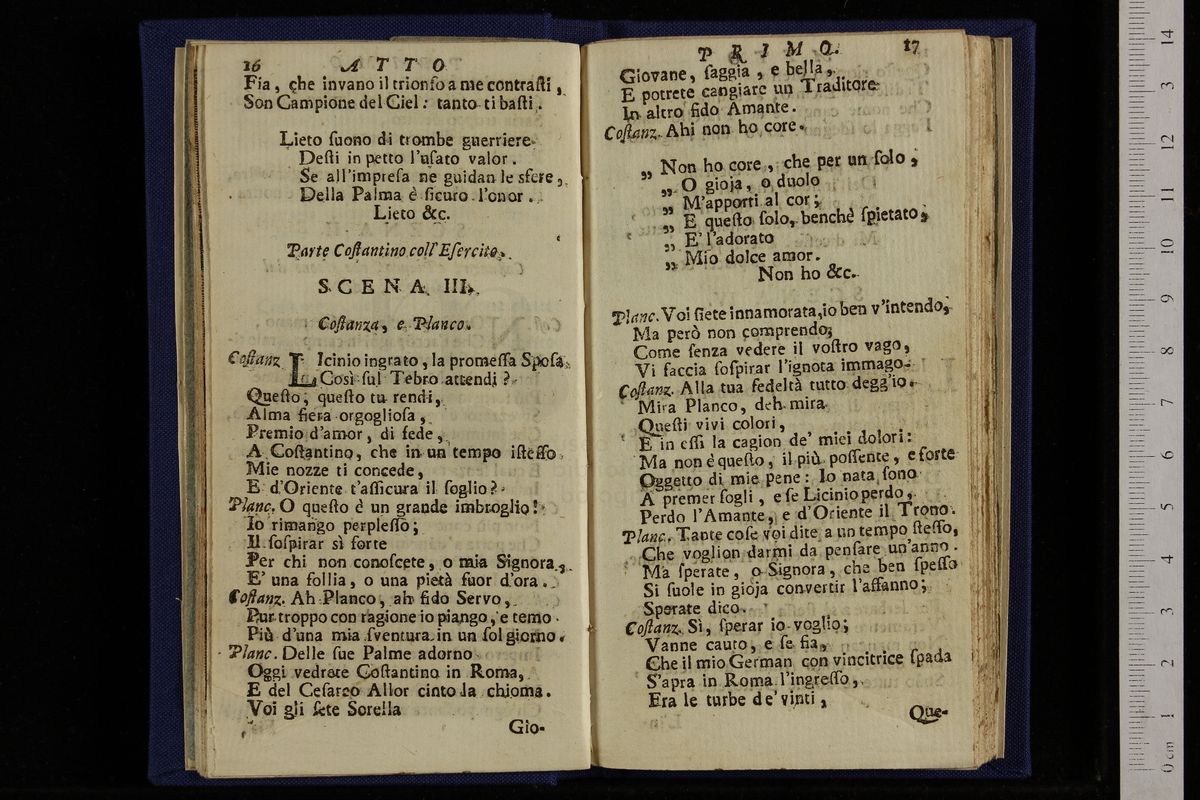 16 ATTO
Fia, che invano il trionfo a me contraſti,
Son Campione del Ciel: tanto ti baſti.
Lieto ſuono di trombe guerriere
Deſti in petto l'uſato valor.
Se all'impreſa ne guidan le sfere,
Della Palma è ſicuro l'onor.
Lieto &c.
Parte Coſtantino coll'Eſercito.
SCENA III.
Coſtanza, e Planco.
Coſtanz. LIcinio ingrato, la promeſſa Spoſa
Così ſul Tebro attendi?
Queſto, queſto tu rendi,
Alma fiera orgoglioſa,
Premio d'amor, di fede,
A Coſtantino, che in un tempo iſteſſo
Mie nozze ti concede,
E d'Oriente t'aſſicura il ſoglio?
Planc. O queſto è un grande imbroglio!
Io rimango perpleſſo;
Il ſoſpirar sì forte
Per chi non conoſcete, o mia Signora,
E' una follia, o una pietà fuor d'ora.
Coſtanz. Ah Planco, ah fido Servo,
Pur troppo con ragione io piango, e temo
Più d'una mia ſventura in un ſol giorno.
Planc. Delle ſue Palme adorno
Oggi vedrete Coſtantino in Roma,
E del Ceſareo Allor cinto la chioma.
Voi gli ſete Sorella
Gio-
PRIMO. 17
Giovane, ſaggia, e bella,
E potrete cangiare un Traditore
In altro fido Amante.
Coſtanz. Ahi non ho core.
„ Non ho core, che per un ſolo,
„ O gioja, o duolo
„ M'apporti al cor;
„ E queſto ſolo, benchè ſpietato,
„ E' l'adorato
„ Mio dolce amor.
Non ho &c.
Planc. Voi ſiete innamorata, io ben v'intendo,
Ma però non comprendo,
Come ſenza vedere il voſtro vago,
Vi faccia ſoſpirar l'ignota immago.
Coſtanz. Alla tua fedeltà tutto degg'io.
Mira Planco, deh mira
Queſti vivi colori,
E in eſſi la cagion de' miei dolori:
Ma non è queſto, il più poſſente, e forte
Oggetto di mie pene: Io nata ſono
A premer ſogli, e ſe Licinio perdo,
Perdo l'Amante, e d'Oriente il Trono.
Planc. Tante coſe voi dite a un tempo ſteſſo,
Che voglion darmi da penſare un'anno.
Ma ſperate, o Signora, che ben ſpeſſo
Si ſuole in gioja convertir l'affanno;
Sperate dico.
Coſtanz. Sì, ſperar io voglio;
Vanne cauto, e ſe fia,
Che il mio German con vincitrice ſpada
S'apra in Roma l'ingreſſo,
Fra le turbe de' vinti,
Que-